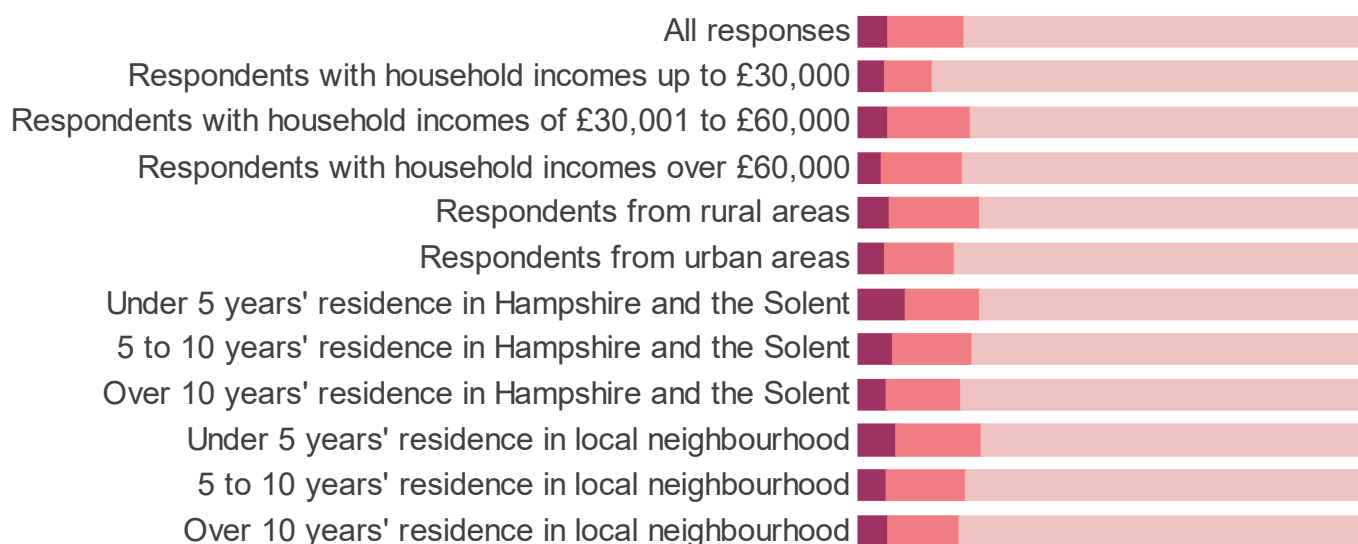 All responses
Respondents with household incomes up to £30,000
Respondents with household incomes of £30,001 to £60,000
Respondents with household incomes over £60,000
Respondents from rural areas
Respondents from urban areas
Under 5 years' residence in Hampshire and the Solent
5 to 10 years' residence in Hampshire and the Solent
Over 10 years' residence in Hampshire and the Solent
Under 5 years' residence in local neighbourhood
5 to 10 years' residence in local neighbourhood
Over 10 years' residence in local neighbourhood